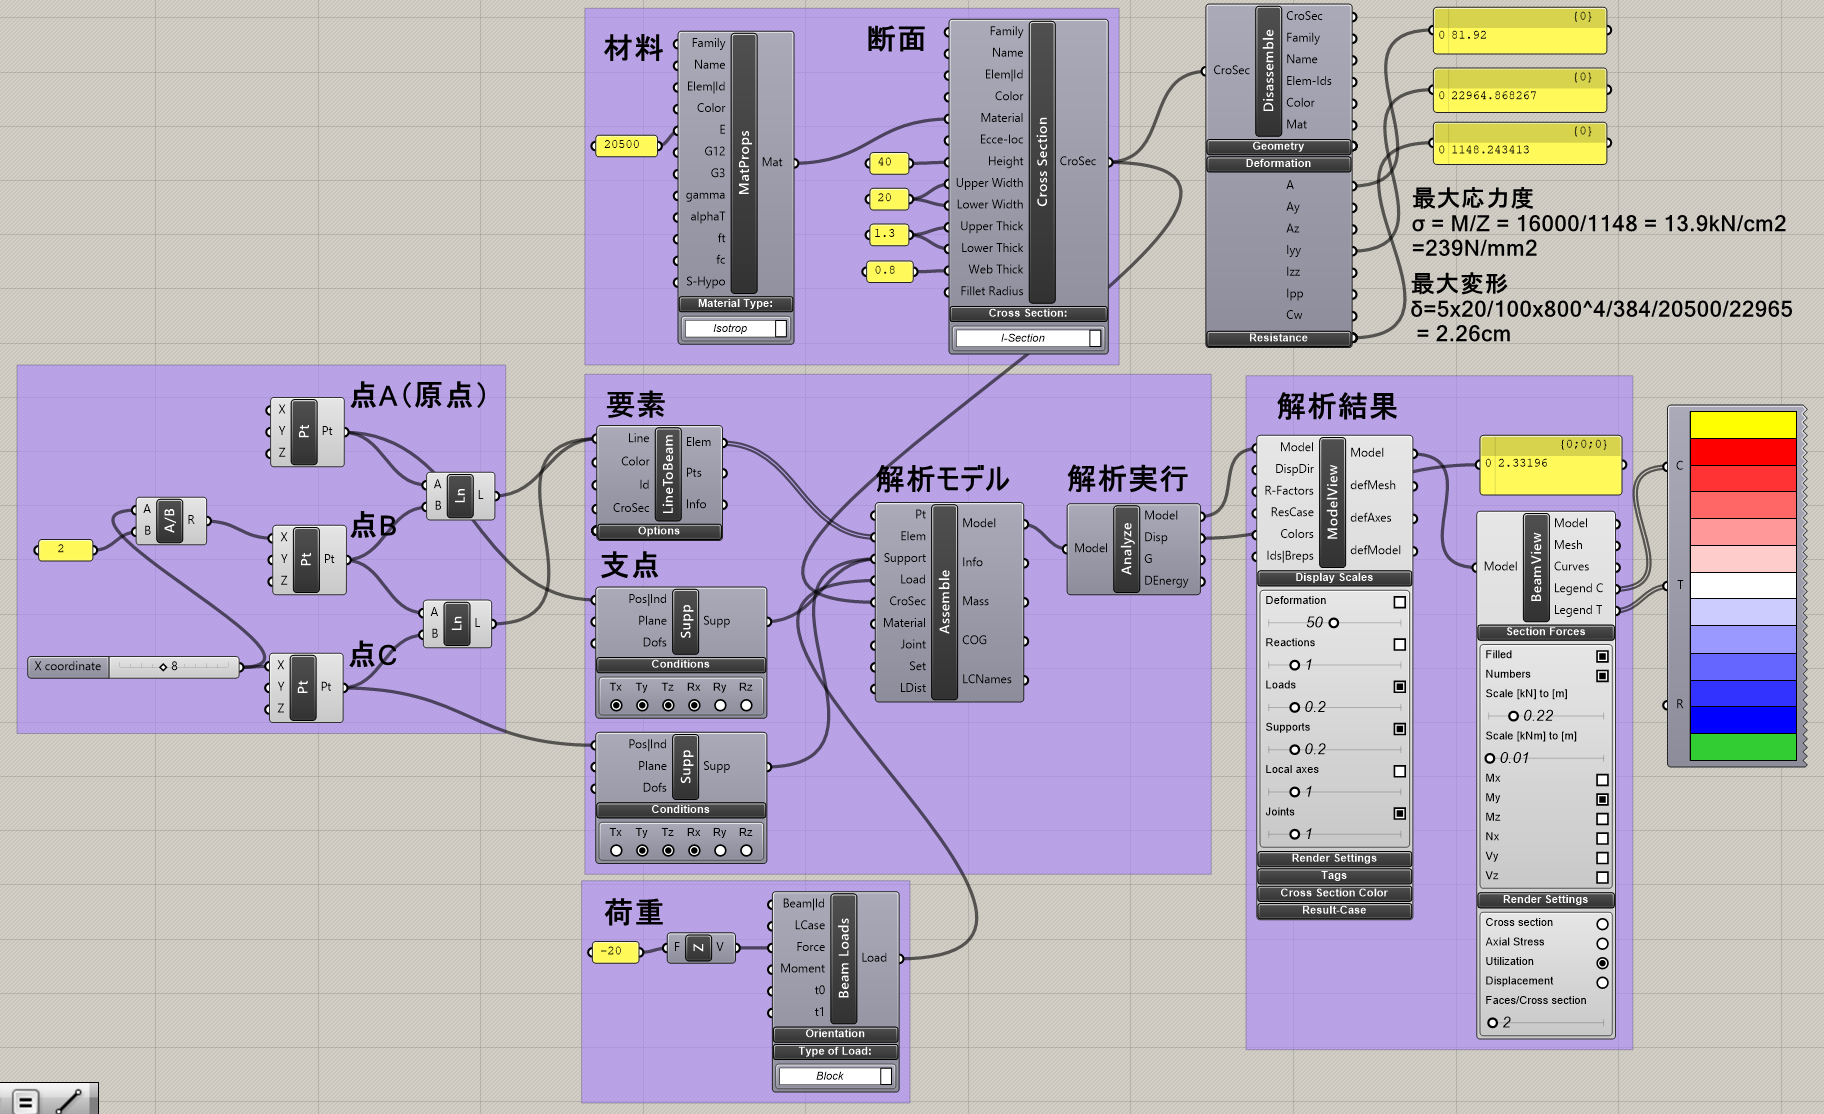 材料
Family
Name
Elem|Id
Color
E
G12
G3
gamma
alphaT
ft
fc
S-Hypo
MatProps
Mat
Material Type:
Isotrop
20500
断面
Family
Name
Elem|Id
Color
Material
Ecce-loc
Height
Upper Width
Lower Width
Upper Thick
Lower Thick
Web Thick
Fillet Radius
Cross Section
CroSec
Cross Section:
I-Section
40
20
1.3
0.8
CroSec
Disassemble
CroSec
Family
Name
Elem-Ids
Color
Mat
Geometry
Deformation
A
Ay
Az
Iyy
Izz
Ipp
Cw
Resistance
{0}
0 81.92
{0}
0 22964.868267
{0}
0 1148.243413
最大応力度
σ = M/Z = 16000/1148 = 13.9kN/cm2
=239N/mm2
最大変形
δ=5x20/100x800^4/384/20500/22965
= 2.26cm
点A（原点）
X
Y
Z
Pt
Pt
A
B
Ln
L
A
B
A/B
R
2
点B
X
Y
Z
Pt
Pt
A
B
Ln
L
点C
X coordinate
8
X
Y
Z
Pt
Pt
要素
Line
Color
Id
CroSec
LineToBeam
Elem
Pts
Info
Options
支点
Pos|Ind
Plane
Dofs
Supp
Supp
Conditions
Tx Ty Tz Rx Ry Rz
Pos|Ind
Plane
Dofs
Supp
Supp
Conditions
Tx Ty Tz Rx Ry Rz
解析モデル
Pt
Elem
Support
Load
CroSec
Material
Joint
Set
LDist
Assemble
Model
Info
Mass
COG
LCNames
解析実行
Model
Analyze
Model
Disp
G
DEnergy
荷重
-20
F
Z
V
Beam|Id
LCase
Force
Moment
t0
t1
Beam Loads
Load
Orientation
Type of Load:
Block
解析結果
Model
DispDir
R-Factors
ResCase
Colors
Ids|Breps
ModelView
Model
defMesh
defAxes
defModel
Display Scales
Deformation
50
Reactions
1
Loads
0.2
Supports
0.2
Local axes
1
Joints
1
Render Settings
Tags
Cross Section Color
Result-Case
{0;0;0}
0 2.33196
Model
BeamView
Model
Mesh
Curves
Legend C
Legend T
Section Forces
Filled
Numbers
Scale [kN] to [m]
0.22
Scale [kNm] to [m]
0.01
Mx
My
Mz
Nx
Vy
Vz
Render Settings
Cross section
Axial Stress
Utilization
Displacement
Faces/Cross section
2
C
T
R